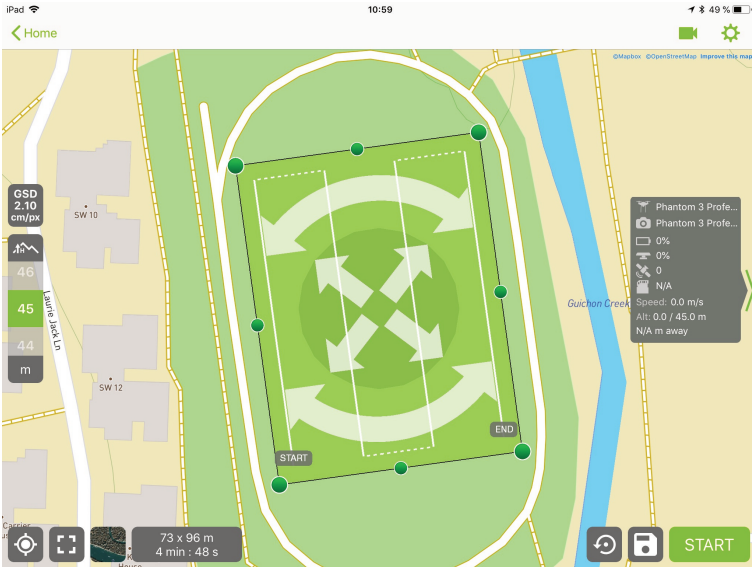 iPad
10:59
49 %
Home
©Mapbox ©OpenStreetMap Improve this map
GSD
2.10
cm/px
H
46
45
44
m
SW 10
Laurie Jack Ln
SW 12
START
END
Guichon Creek
Phantom 3 Profe...
Phantom 3 Profe...
0%
0%
0
N/A
Speed: 0.0 m/s
Alt: 0.0 / 45.0 m
N/A m away
Carrier
House
73 x 96 m
4 min : 48 s
START